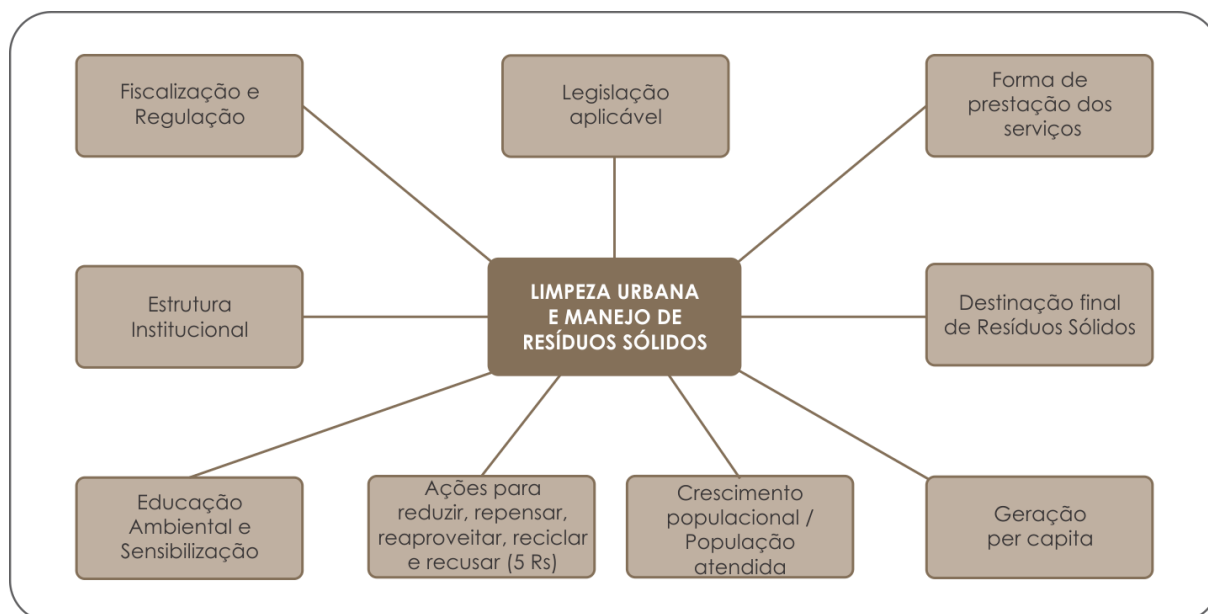 Fiscalização e
Regulação
Legislação
aplicável
Forma de
prestação dos
serviços
Estrutura
Institucional
LIMPEZA URBANA
E MANEJO DE
RESÍDUOS SÓLIDOS
Destinação final
de Resíduos Sólidos
Educação
Ambiental e
Sensibilização
Ações para
reduzir, repensar,
reaproveitar, reciclar
e recusar (5 Rs)
Crescimento
populacional /
População
atendida
Geração
per capita